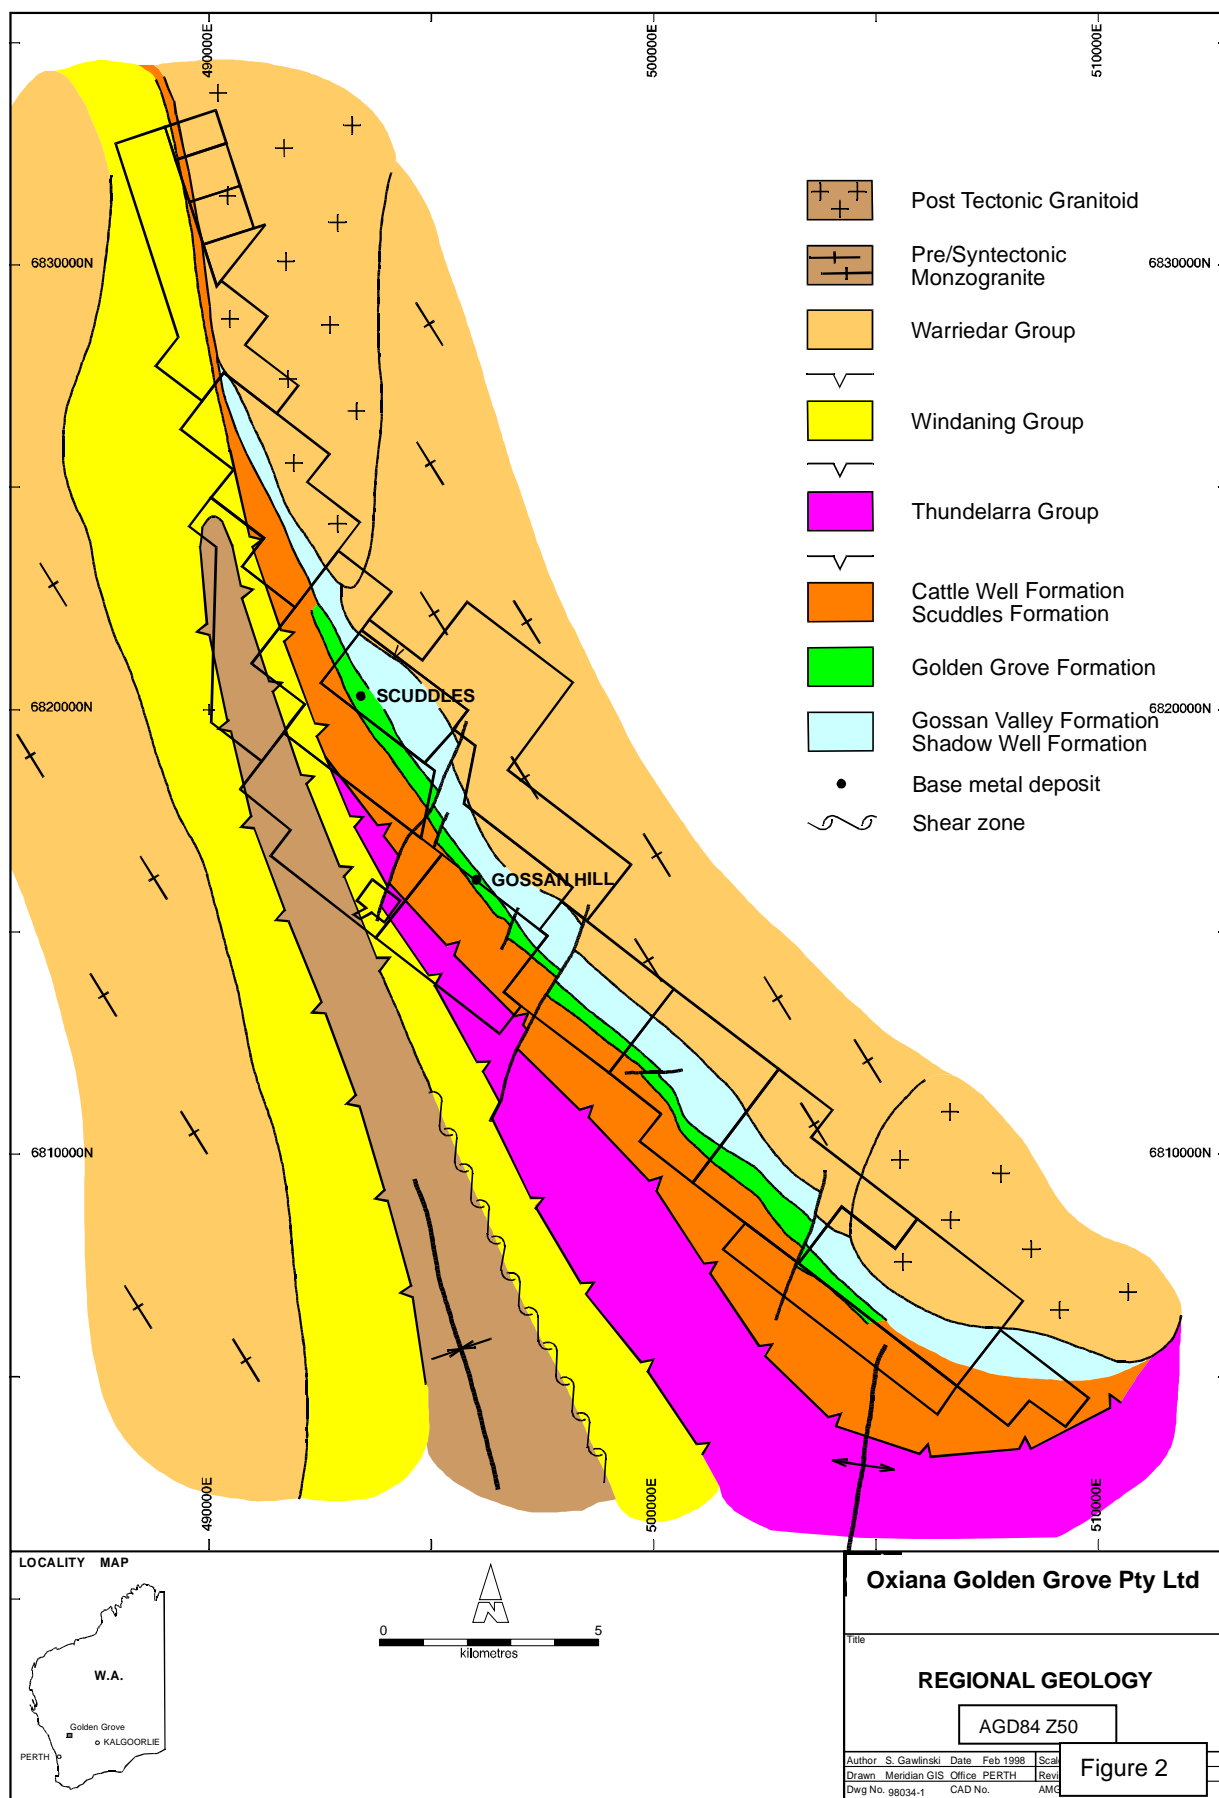 490000E
500000E
510000E
Post Tectonic Granitoid
6830000N
Pre/Syntectonic
Monzogranite
6830000N
Warriedar Group
Windaning Group
Thundelarra Group
Cattle Well Formation
Scuddles Formation
Golden Grove Formation
SCUDDLES
6820000N
Gossan Valley Formation
6820000N
Shadow Well Formation
Base metal deposit
Shear zone
GOSSAN HILL
6810000N
6810000N
490000E
500000E
510000E
LOCALITY MAP
W.A.
Golden Grove
KALGOORLIE
PERTH
N
0 5
kilometres
Oxiana Golden Grove Pty Ltd
Title
REGIONAL GEOLOGY
AGD84 Z50
Author S. Gawlinski Date Feb 1998
Drawn Meridian GIS Office PERTH
Dwg No. 98034-1 CAD No. AMG
Figure 2